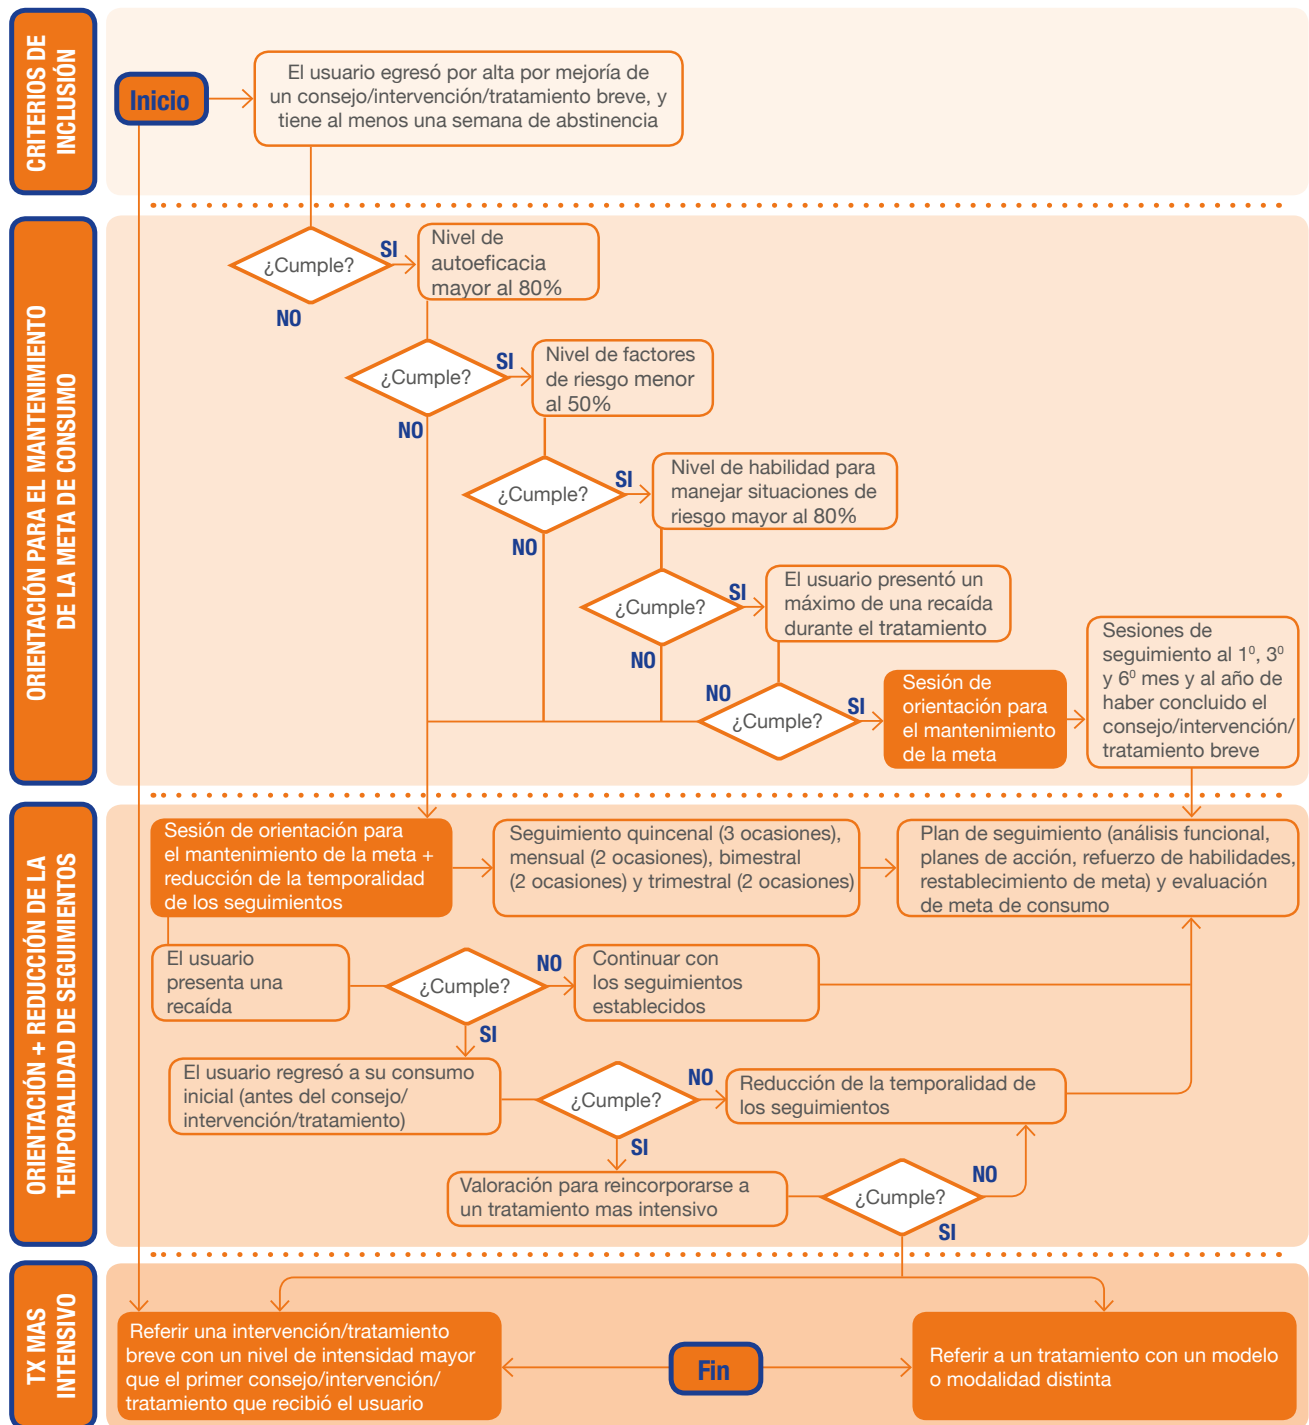 CRITERIOS DE
INCLUSIÓN
Inicio
El usuario egresó por alta por mejoría de
un consejo/intervención/tratamiento breve, y
tiene al menos una semana de abstinencia
ORIENTACIÓN PARA EL MANTENIMIENTO
DE LA META DE CONSUMO
¿Cumple?
SI
NO
Nivel de
autoeficacia
mayor al 80%
¿Cumple?
SI
NO
Nivel de factores
de riesgo menor
al 50%
¿Cumple?
SI
NO
Nivel de habilidad para
manejar situaciones de
riesgo mayor al 80%
¿Cumple?
SI
NO
El usuario presentó un
máximo de una recaída
durante el tratamiento
¿Cumple?
NO
SI
Sesión de
orientación para
el mantenimiento
de la meta
Sesiones de
seguimiento al 1º, 3º
y 6º mes y al año de
haber concluido el
consejo/intervención/
tratamiento breve
ORIENTACIÓN + REDUCCIÓN DE LA
TEMPORALIDAD DE SEGUIMIENTOS
Sesión de orientación para
el mantenimiento de la meta +
reducción de la temporalidad
de los seguimientos
Seguimiento quincenal (3 ocasiones),
mensual (2 ocasiones), bimestral
(2 ocasiones) y trimestral (2 ocasiones)
Plan de seguimiento (análisis funcional,
planes de acción, refuerzo de habilidades,
restablecimiento de meta) y evaluación
de meta de consumo
El usuario
presenta una
recaída
¿Cumple?
NO
SI
Continuar con
los seguimientos
establecidos
El usuario regresó a su consumo
inicial (antes del consejo/
intervención/tratamiento)
¿Cumple?
NO
SI
Reducción de la temporalidad de
los seguimientos
Valoración para reincorporarse a
un tratamiento mas intensivo
¿Cumple?
NO
SI
TX MAS
INTENSIVO
Referir una intervención/tratamiento
breve con un nivel de intensidad mayor
que el primer consejo/intervención/
tratamiento que recibió el usuario
Fin
Referir a un tratamiento con un modelo
o modalidad distinta